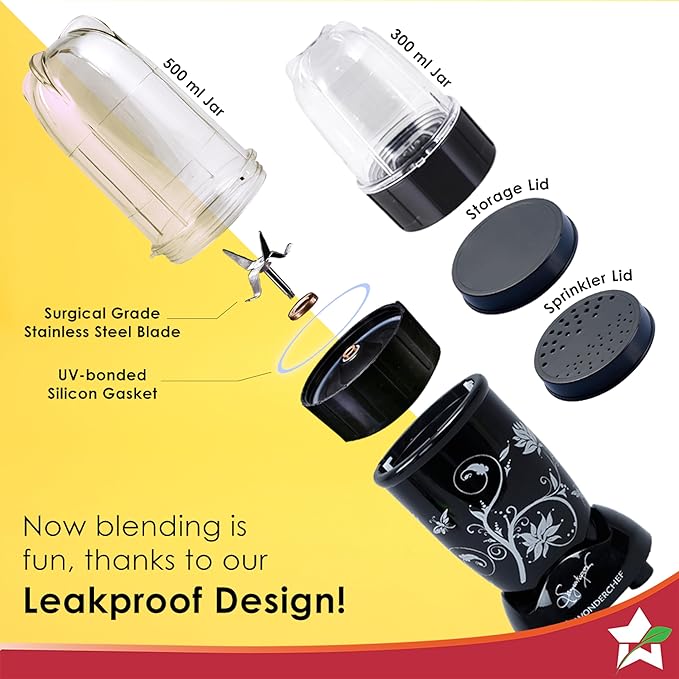 500 ml Jar
300 ml Jar
Storage Lid
Sprinkler Lid
Surgical Grade
Stainless Steel Blade
UV-bonded
Silicon Gasket
Now blending is
fun, thanks to our
Leakproof Design!
WONDERCHEF